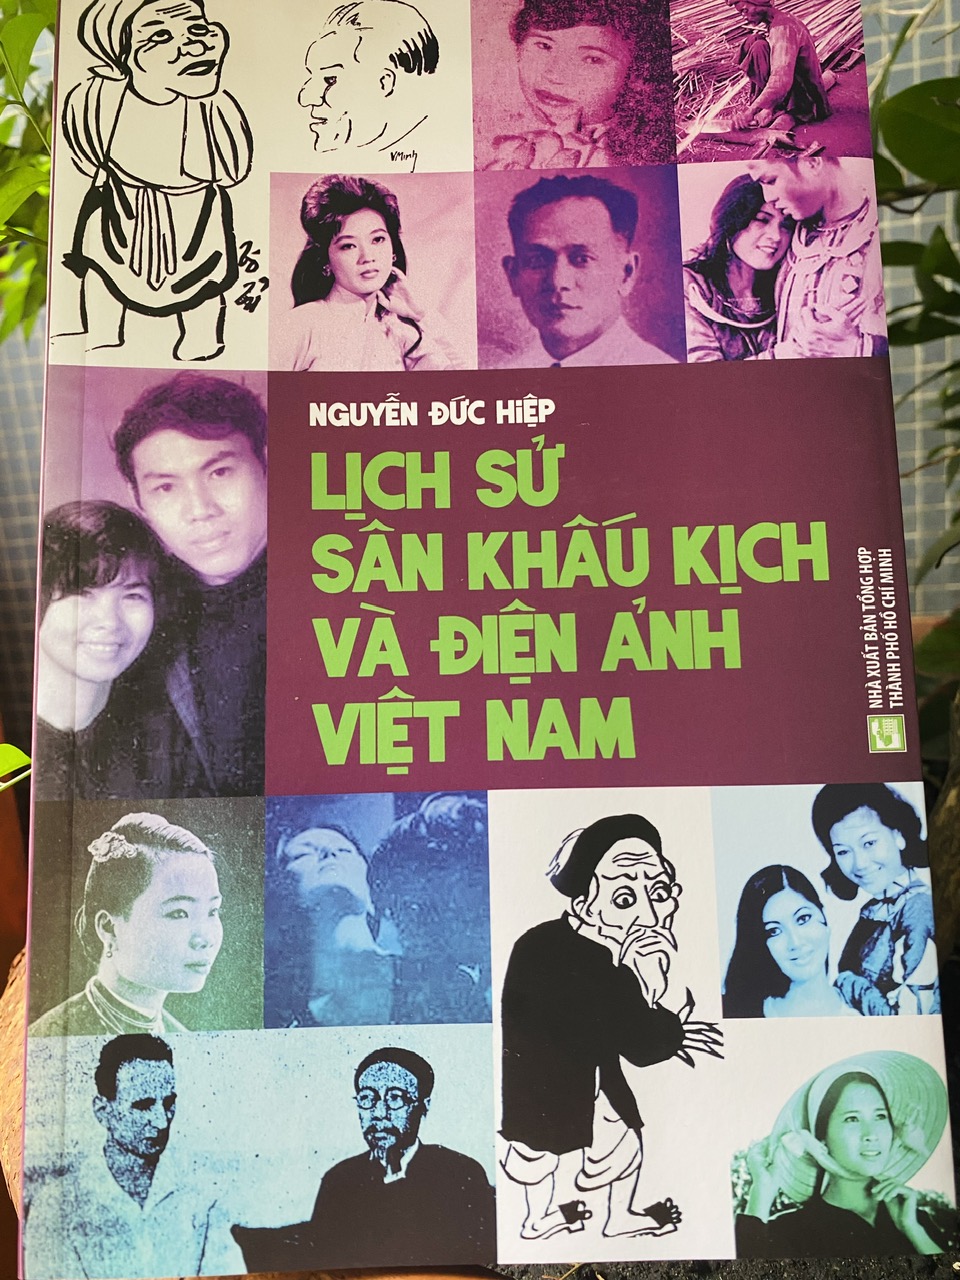 VMinh
NGUYỄN ĐỨC HIỆP
LỊCH SỬ
SÂN KHẤU KỊCH
VÀ ĐIỆN ẢNH
VIỆT NAM
NHÀ XUẤT BẢN TỔNG HỢP
THÀNH PHỐ HỒ CHÍ MINH